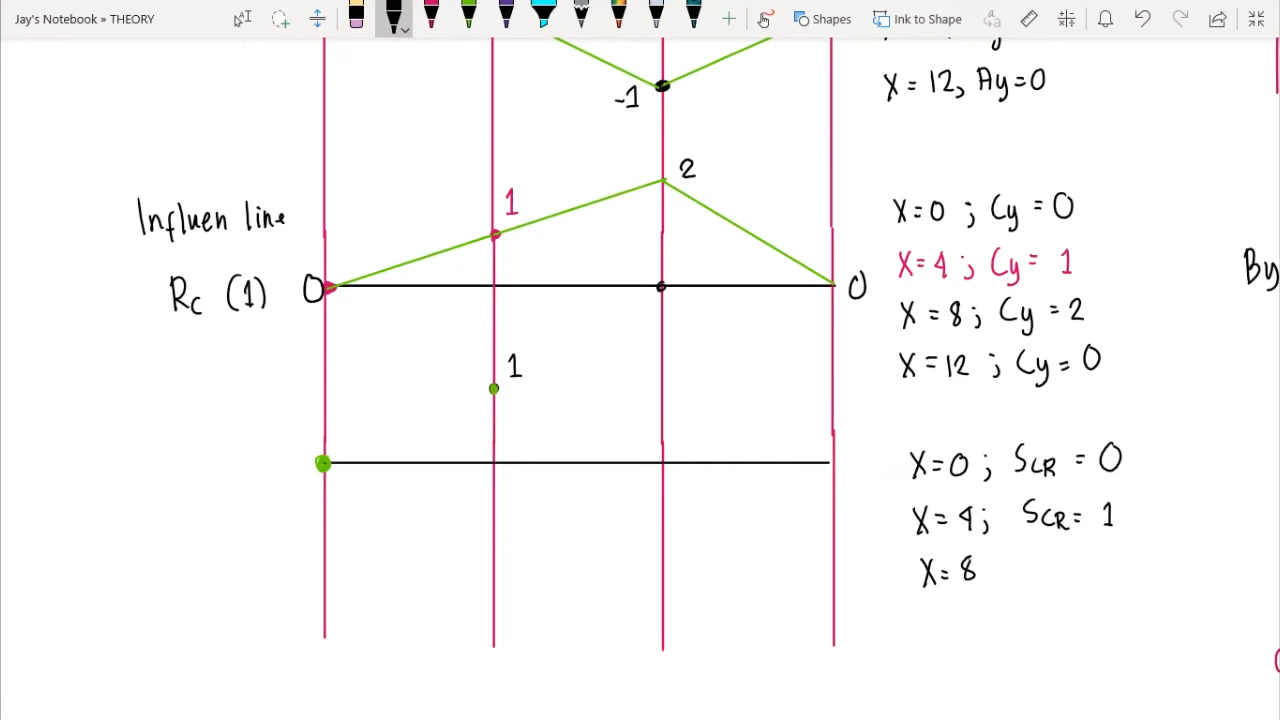 Jay's Notebook » THEORY
Shapes
Ink to Shape
-1
X = 12, Ay=0
2
1
Influen line
Rc (1)
0
0
X=0 ; Cy = 0
X=4 ; Cy = 1
X = 8 ; Cy = 2
X = 12 ; Cy = 0
By
1
X=0 ; SCR = 0
X=4; SCR= 1
X= 8